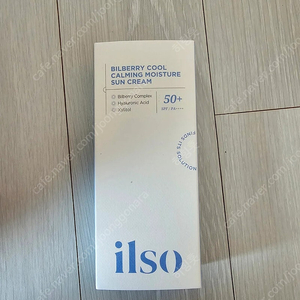 BILBERRY COOL
CALMING MOISTURE
SUN CREAM
Bilberry Complex
Hyaluronic Acid
Xylitol
50+
SPF / PA++++
ilso